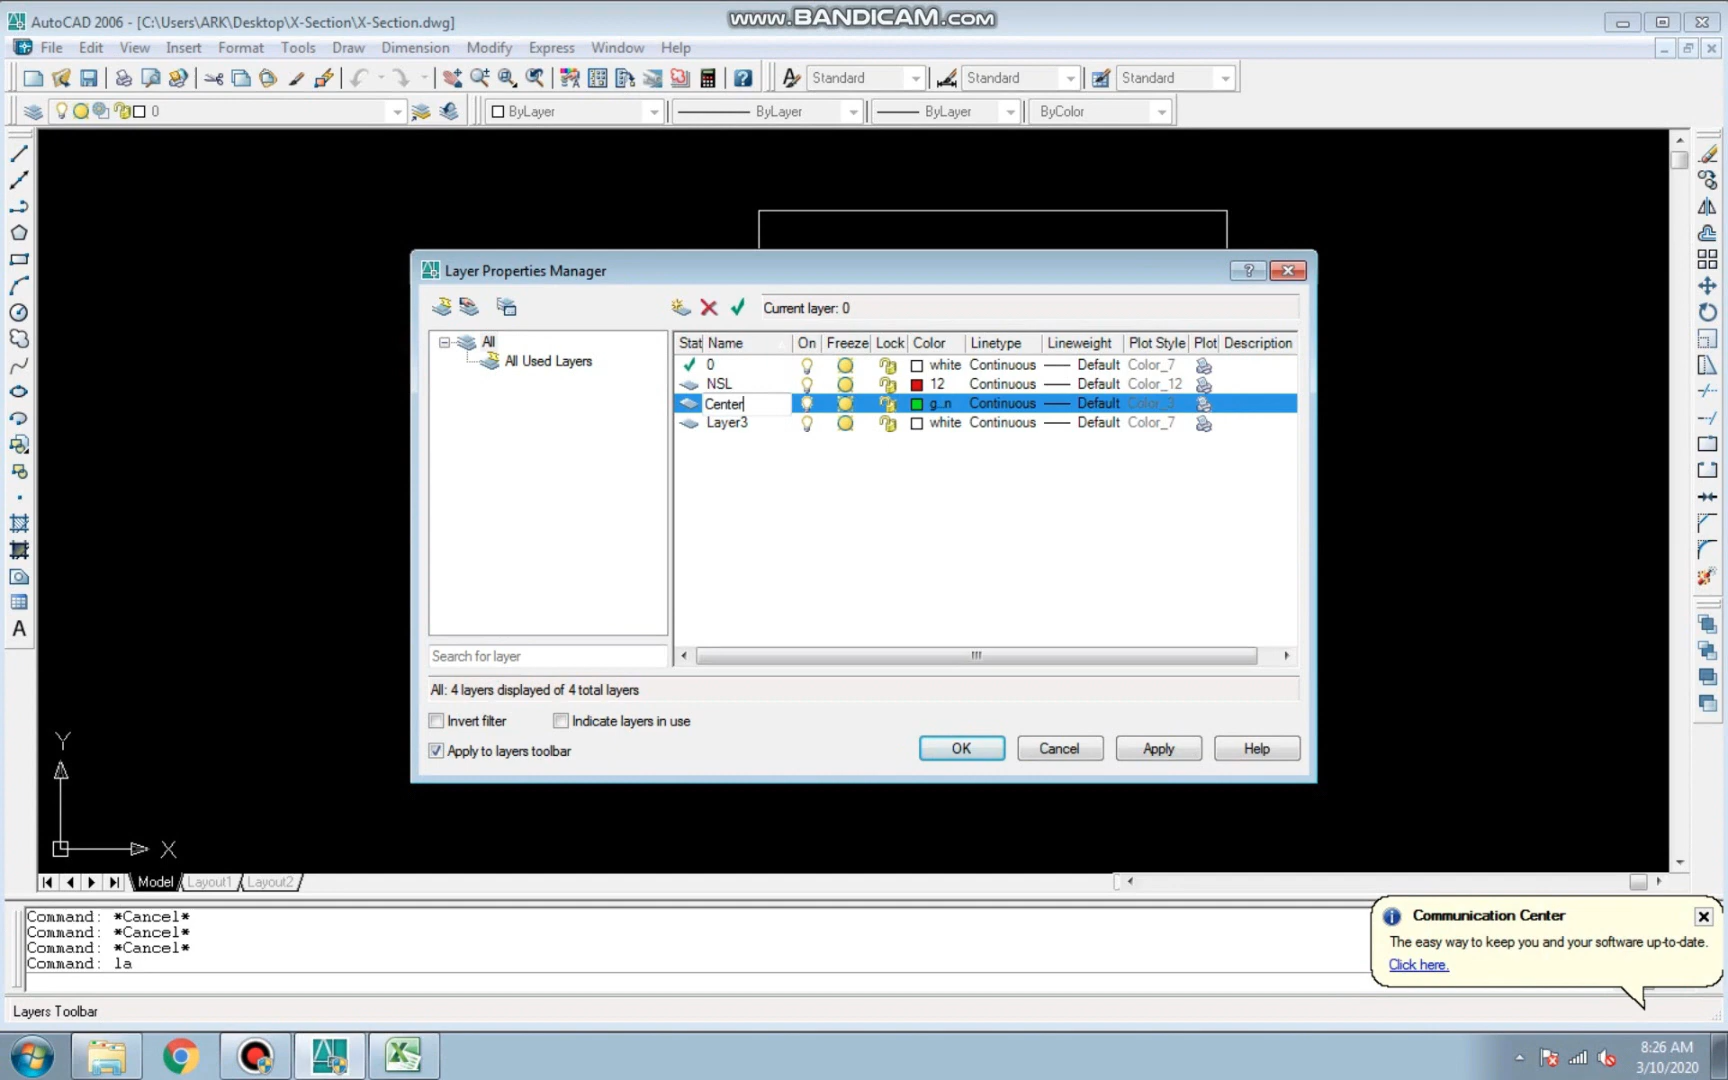 AutoCAD 2006 - [C:\Users\ARK\Desktop\X-Section\X-Section.dwg]
www.BANDICAM.com
File Edit View Insert Format Tools Draw Dimension Modify Express Window Help
Standard Standard Standard
0 ByLayer ByLayer ByLayer ByColor
Layer Properties Manager
Current layer: 0
All
All Used Layers
Stat Name On Freeze Lock Color Linetype Lineweight Plot Style Plot Description
0 white Continuous Default Color_7
NSL 12 Continuous Default Color_12
Center g...n Continuous Default Color_3
Layer3 white Continuous Default Color_7
Search for layer
All: 4 layers displayed of 4 total layers
Invert filter Indicate layers in use
Apply to layers toolbar
OK Cancel Apply Help
Y
X
Model Layout1 Layout2
Command: *Cancel*
Command: *Cancel*
Command: *Cancel*
Command: la
Communication Center
The easy way to keep you and your software up-to-date.
Click here.
Layers Toolbar
8:26 AM
3/10/2020